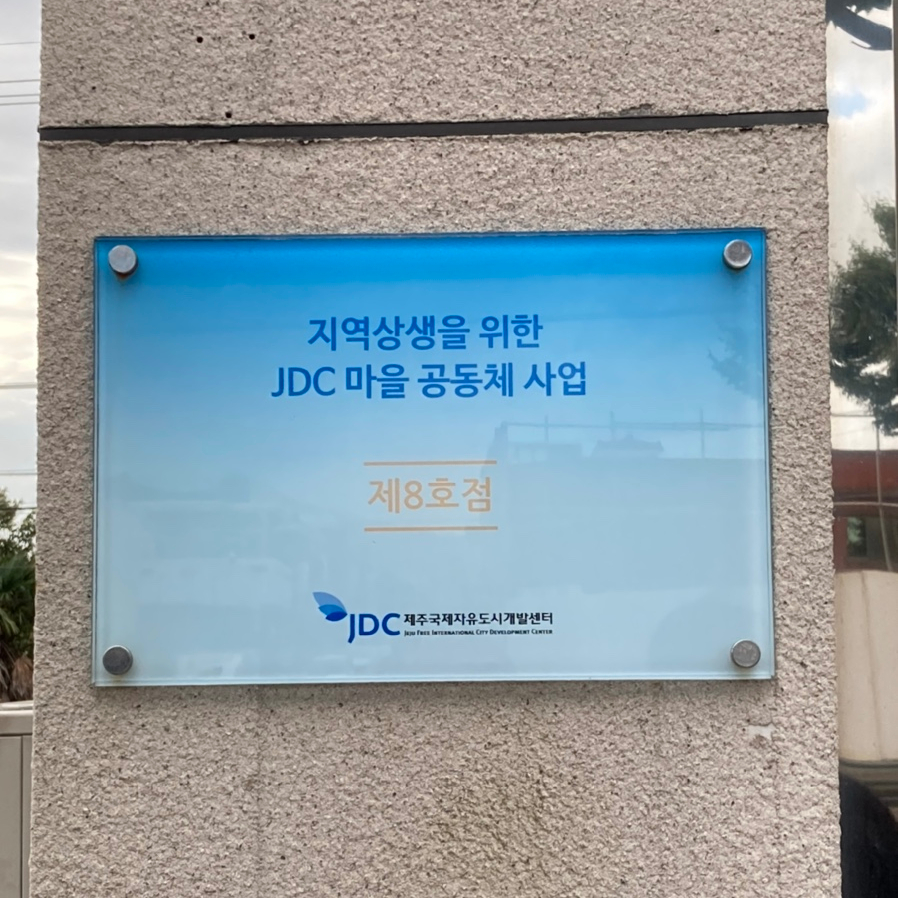 지역상생을 위한
JDC 마을 공동체 사업
제8호점
JDC 제주국제자유도시개발센터
JEJU FREE INTERNATIONAL CITY DEVELOPMENT CENTER